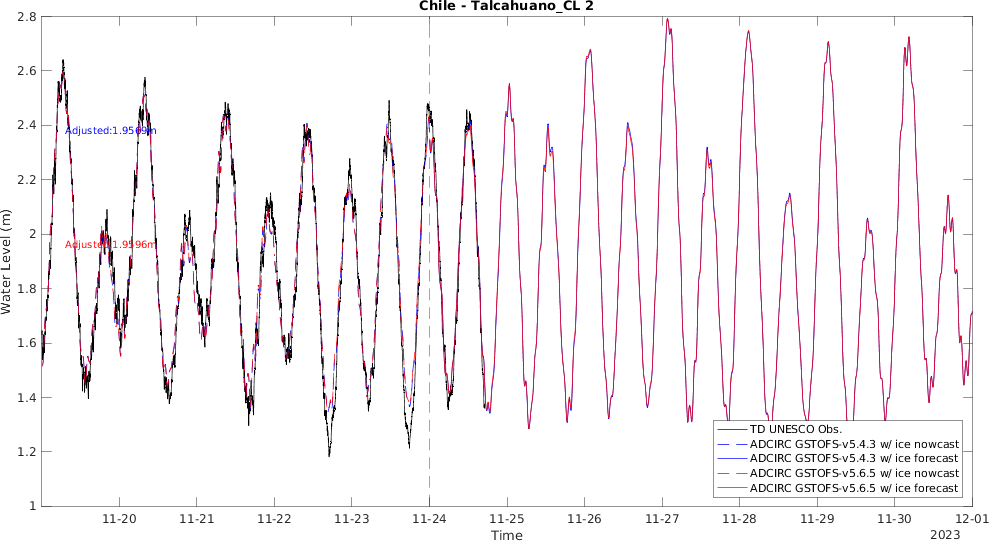 Chile - Talcahuano_CL 2
2.8
2.6
2.4
2.2
2
1.8
1.6
1.4
1.2
1
Water Level (m)
Adjusted:1.9569m
Adjusted:1.9596m
TD UNESCO Obs.
ADCIRC GSTOFS-v5.4.3 w/ ice nowcast
ADCIRC GSTOFS-v5.4.3 w/ ice forecast
ADCIRC GSTOFS-v5.6.5 w/ ice nowcast
ADCIRC GSTOFS-v5.6.5 w/ ice forecast
11-20 11-21 11-22 11-23 11-24 11-25 11-26 11-27 11-28 11-29 11-30 12-01
Time
2023